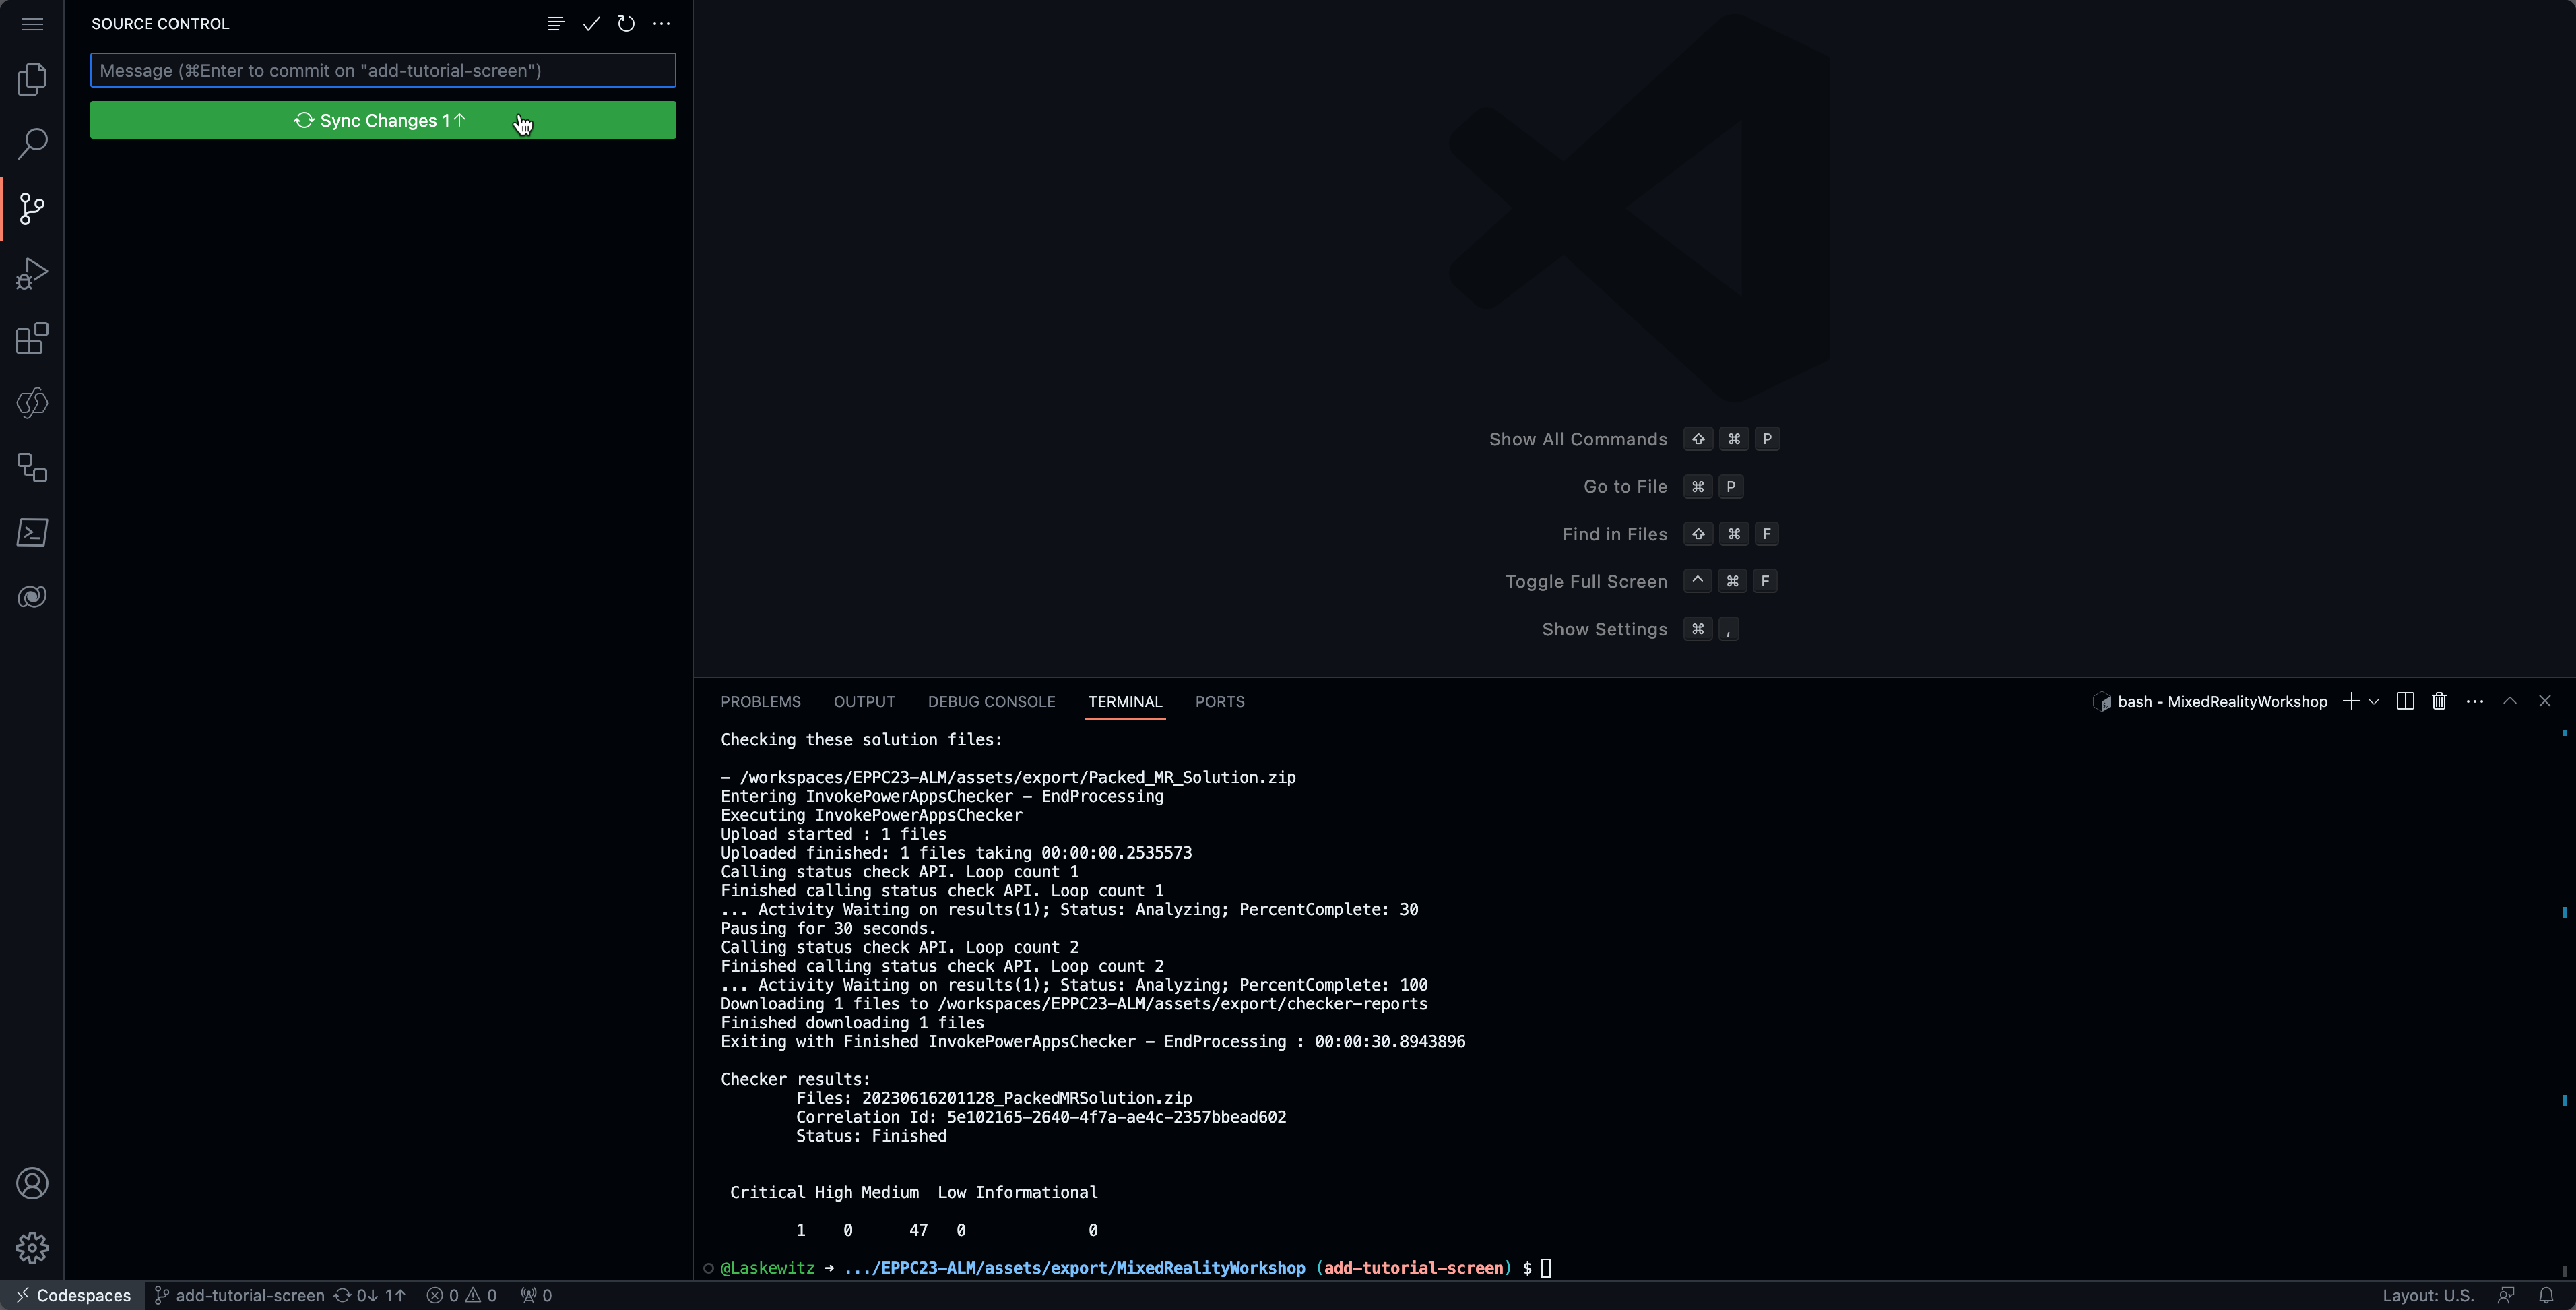 SOURCE CONTROL
Message (⌘Enter to commit on "add-tutorial-screen")
Sync Changes 1↑
Show All Commands ⇧ ⌘ P
Go to File ⌘ P
Find in Files ⇧ ⌘ F
Toggle Full Screen ^ ⌘ F
Show Settings ⌘ ,
PROBLEMS OUTPUT DEBUG CONSOLE TERMINAL PORTS
bash - MixedRealityWorkshop
Checking these solution files:
- /workspaces/EPPC23-ALM/assets/export/Packed_MR_Solution.zip
Entering InvokePowerAppsChecker - EndProcessing
Executing InvokePowerAppsChecker
Upload started : 1 files
Uploaded finished: 1 files taking 00:00:00.2535573
Calling status check API. Loop count 1
Finished calling status check API. Loop count 1
... Activity Waiting on results(1); Status: Analyzing; PercentComplete: 30
Pausing for 30 seconds.
Calling status check API. Loop count 2
Finished calling status check API. Loop count 2
... Activity Waiting on results(1); Status: Analyzing; PercentComplete: 100
Downloading 1 files to /workspaces/EPPC23-ALM/assets/export/checker-reports
Finished downloading 1 files
Exiting with Finished InvokePowerAppsChecker - EndProcessing : 00:00:30.8943896
Checker results:
Files: 20230616201128_PackedMRSolution.zip
Correlation Id: 5e102165-2640-4f7a-ae4c-2357bbead602
Status: Finished
Critical High Medium Low Informational
1 0 47 0 0
@Laskewitz → .../EPPC23-ALM/assets/export/MixedRealityWorkshop (add-tutorial-screen) $
Codespaces add-tutorial-screen 0↓ 1↑ 0 0 0 Layout: U.S.